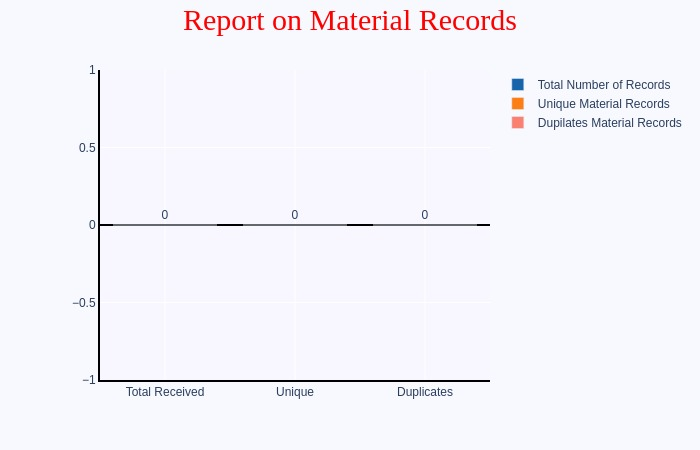 Report on Material Records
1
0.5
0
−0.5
−1
0
0
0
Total Received
Unique
Duplicates
Total Number of Records
Unique Material Records
Dupilates Material Records